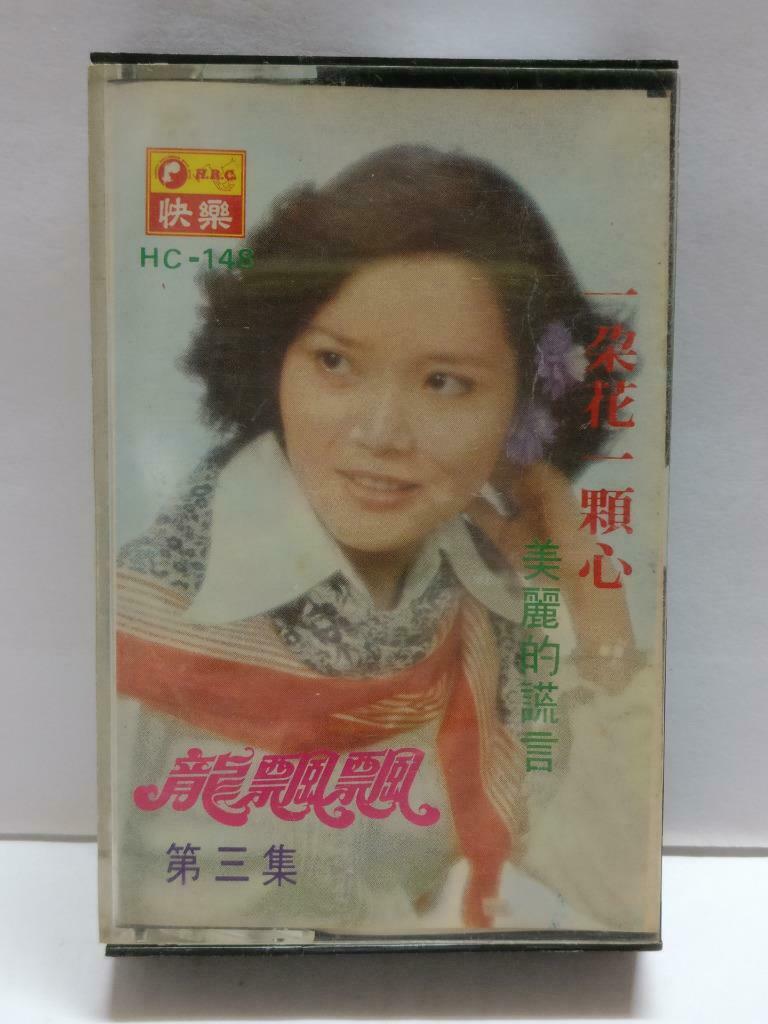 H.R.C.
快樂
HC-148
一朵花一顆心
美麗的謊言
龍飄飄
第三集